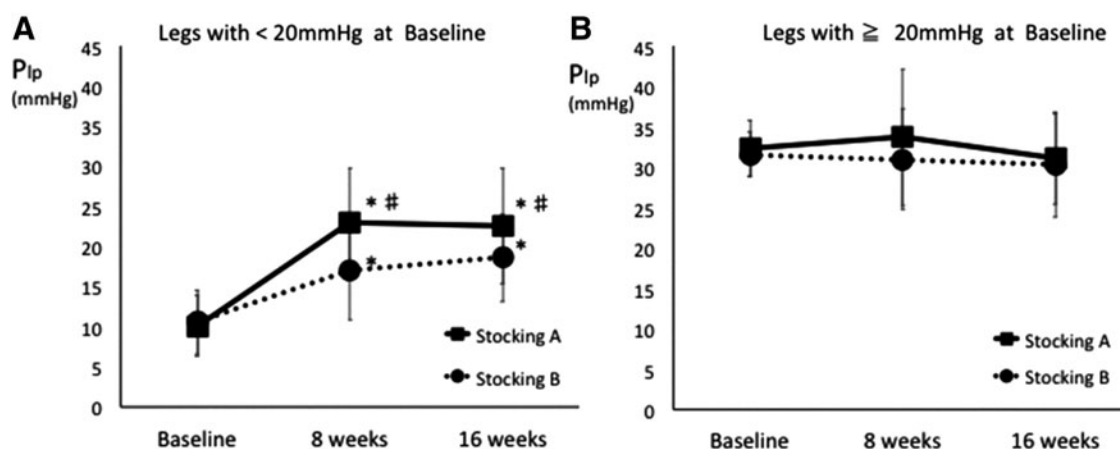 A
Legs with < 20mmHg at Baseline
PIp
(mmHg)
45
40
35
30
25
20
15
10
5
0
* #
* #
*
*
Stocking A
Stocking B
Baseline
8 weeks
16 weeks
B
Legs with ≧ 20mmHg at Baseline
PIp
(mmHg)
45
40
35
30
25
20
15
10
5
0
Stocking A
Stocking B
Baseline
8 weeks
16 weeks